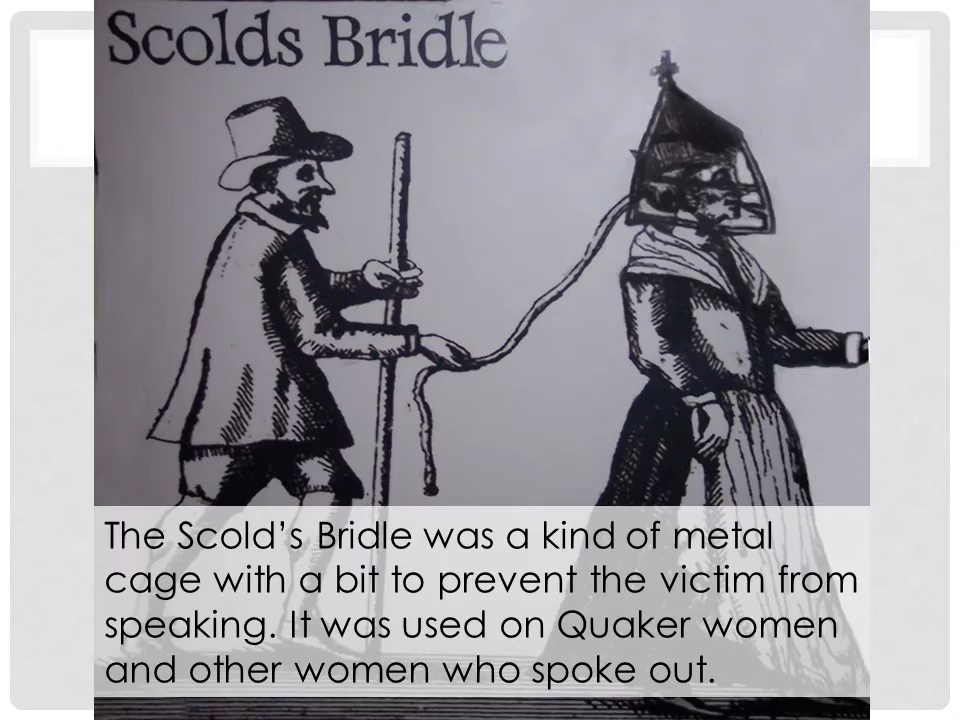 Scolds Bridle
The Scold’s Bridle was a kind of metal
cage with a bit to prevent the victim from
speaking. It was used on Quaker women
and other women who spoke out.